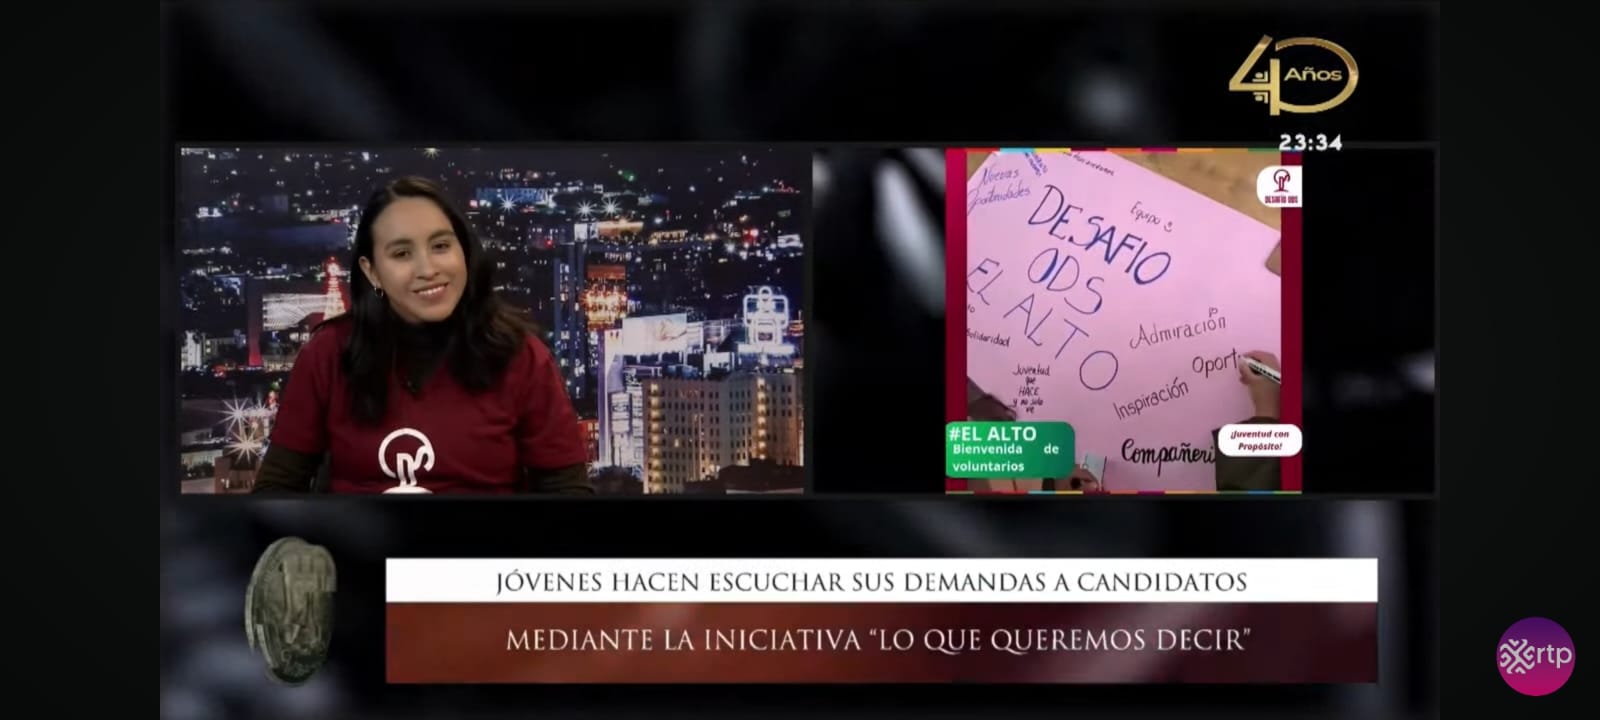 40 Años
23:34
Nuevas
Oportunidades
DESAFIO
ODS
EL ALTO
Equipo
Solidaridad
Admiración
Oport
Inspiración
Juventud
que
HACE
y no solo
ve
Compañeri
DESAFÍO ODS
#EL ALTO
Bienvenida de
voluntarios
¡Juventud con
Propósito!
JÓVENES HACEN ESCUCHAR SUS DEMANDAS A CANDIDATOS
MEDIANTE LA INICIATIVA “LO QUE QUEREMOS DECIR”
rtp